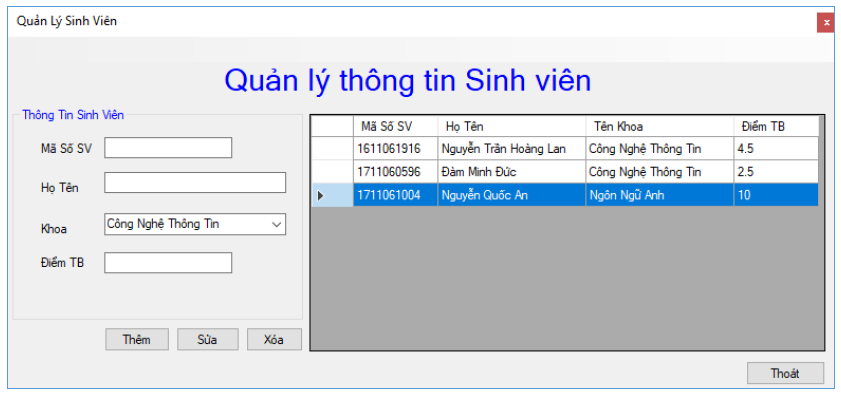 Quản Lý Sinh Viên
x
Quản lý thông tin Sinh viên
Thông Tin Sinh Viên
Mã Số SV
Họ Tên
Khoa Công Nghệ Thông Tin
Điểm TB
Thêm Sửa Xóa
Mã Số SV Họ Tên Tên Khoa Điểm TB
1611061916 Nguyễn Trần Hoàng Lan Công Nghệ Thông Tin 4.5
1711060596 Đàm Minh Đức Công Nghệ Thông Tin 2.5
1711061004 Nguyễn Quốc An Ngôn Ngữ Anh 10
Thoát